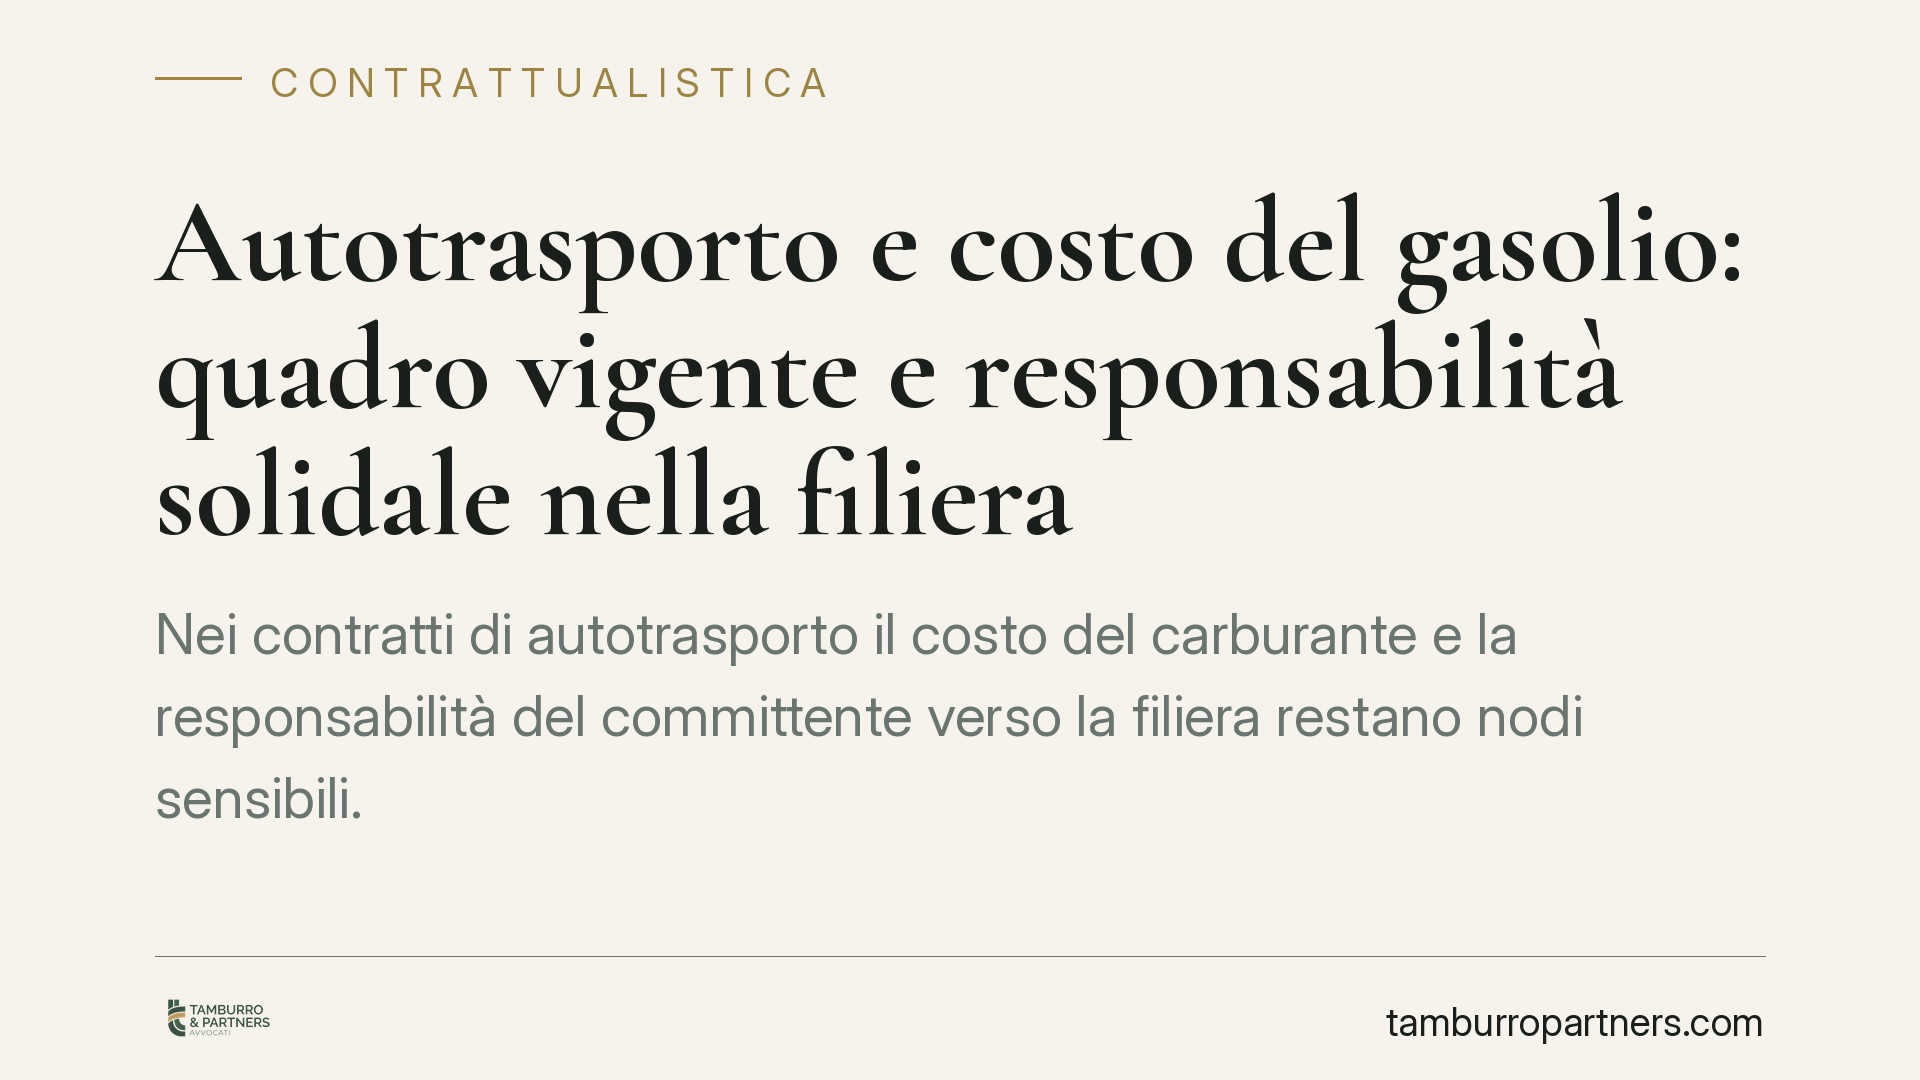 CONTRATTUALISTICA
Autotrasporto e costo del gasolio:
quadro vigente e responsabilità
solidale nella filiera
Nei contratti di autotrasporto il costo del carburante e la
responsabilità del committente verso la filiera restano nodi
sensibili.
TAMBURRO
& PARTNERS
AVVOCATI
tamburropartners.com